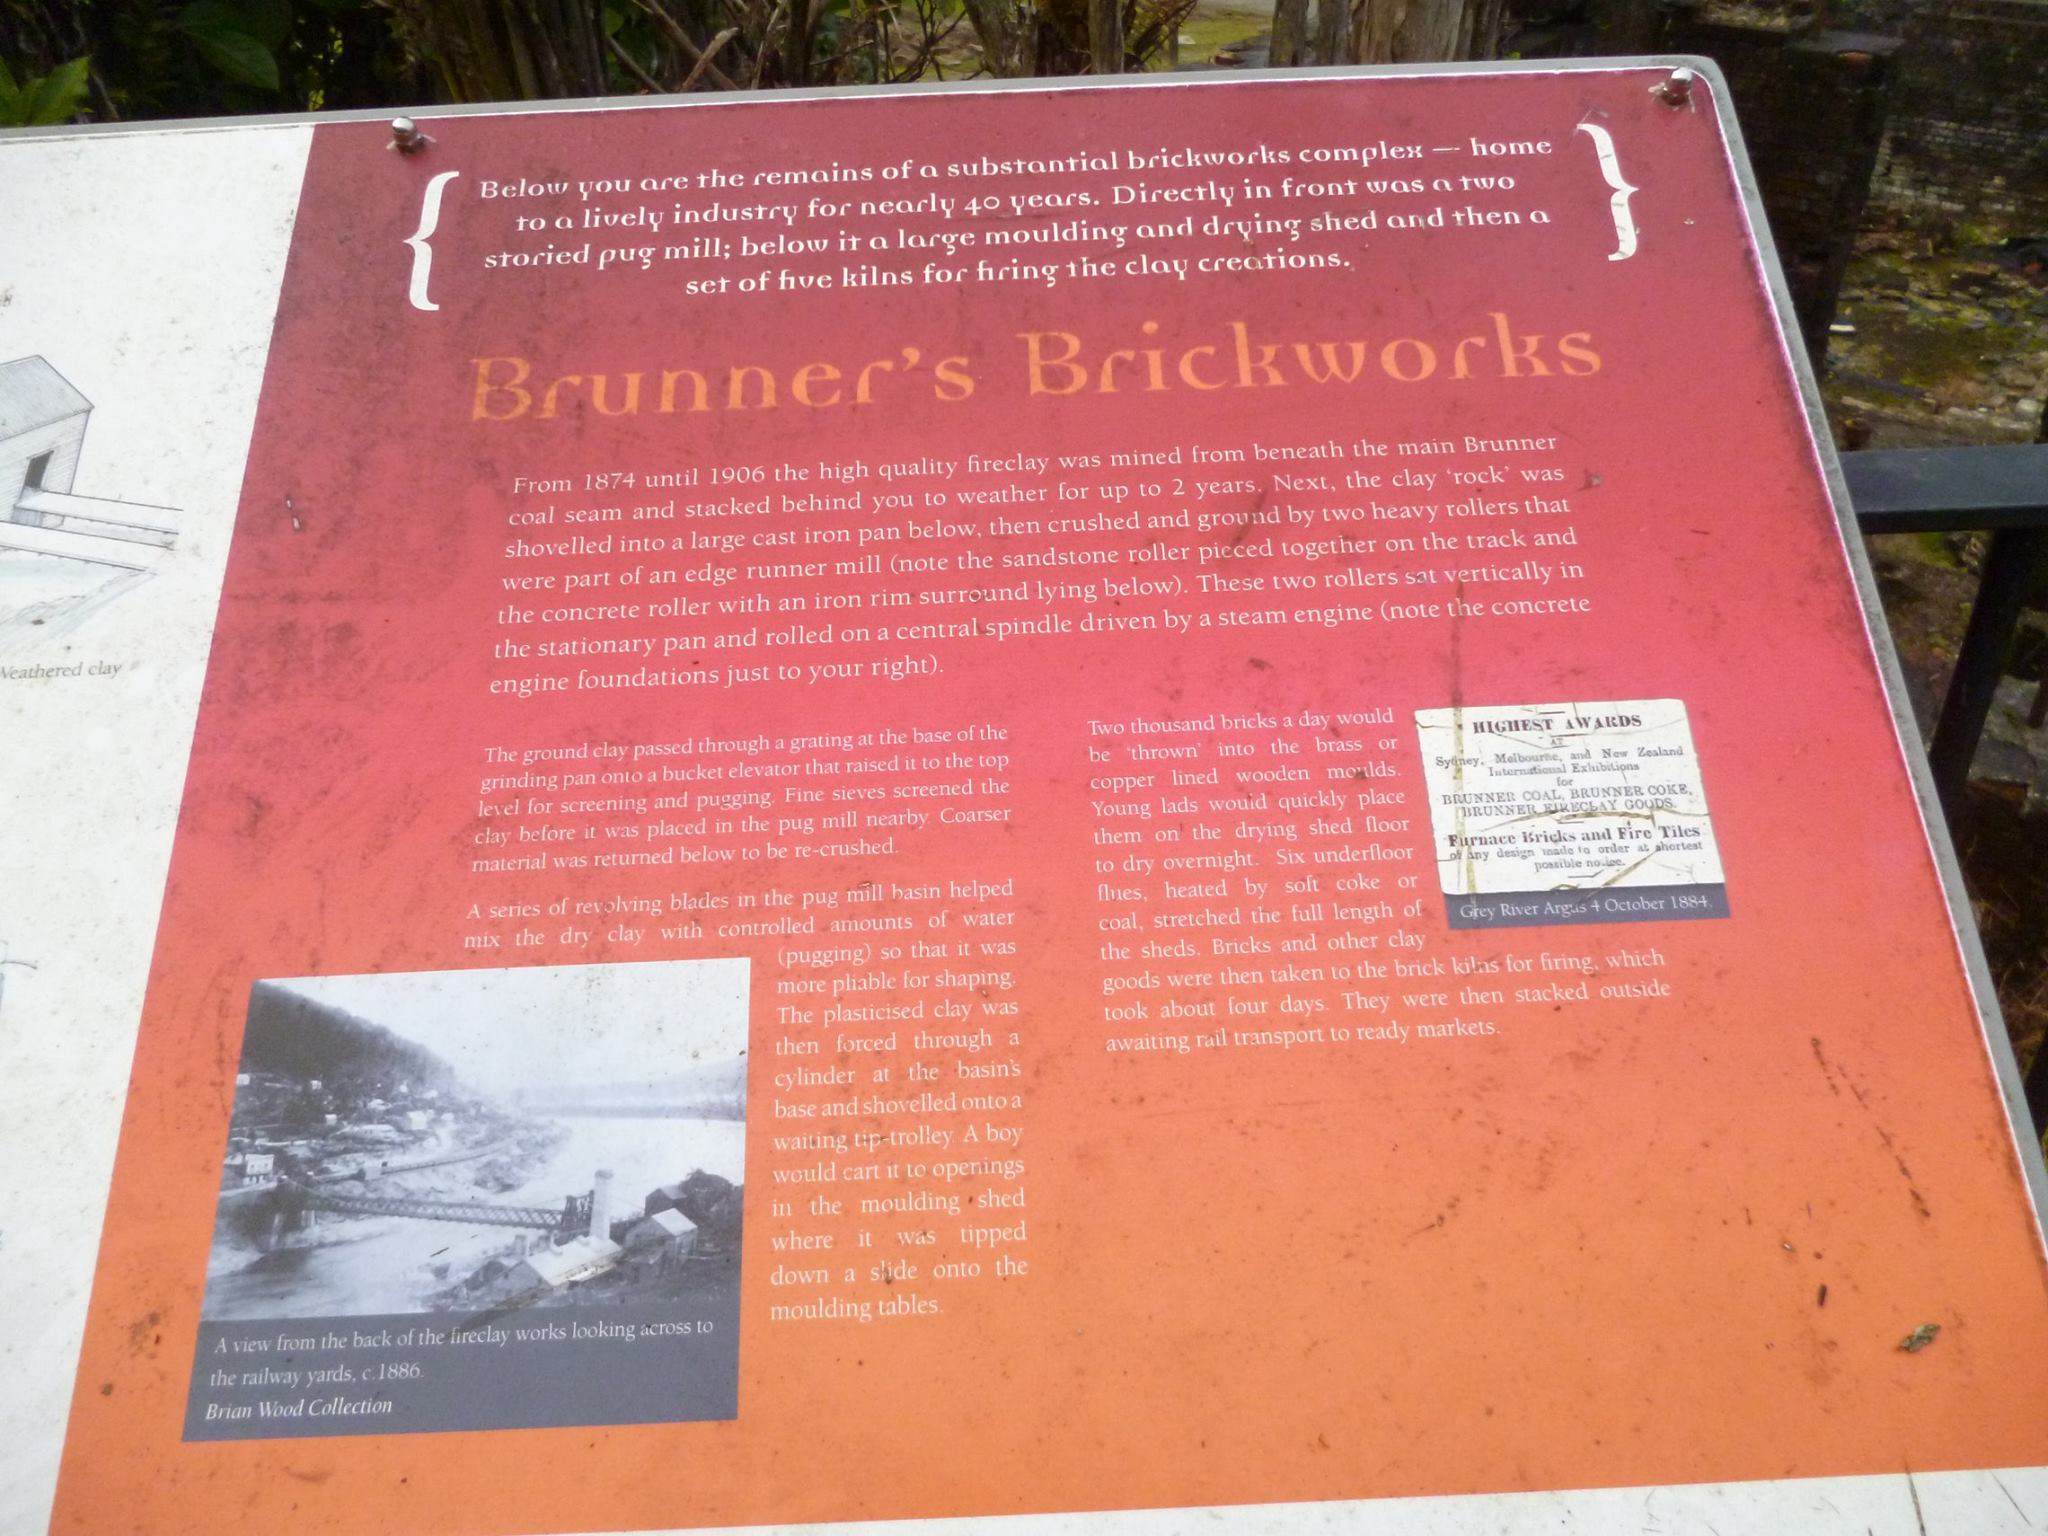 Below you are the remains of a substantial brickworks complex — home
to a lively industry for nearly 40 years. Directly in front was a two
storied pug mill; below it a large moulding and drying shed and then a
set of five kilns for firing the clay creations.
Brunner's Brickworks
From 1874 until 1906 the high quality fireclay was mined from beneath the main Brunner
coal seam and stacked behind you to weather for up to 2 years. Next, the clay 'rock' was
shovelled into a large cast iron pan below, then crushed and ground by two heavy rollers that
were part of an edge runner mill (note the sandstone roller pieced together on the track and
the concrete roller with an iron rim surround lying below). These two rollers sat vertically in
the stationary pan and rolled on a central spindle driven by a steam engine (note the concrete
engine foundations just to your right).
Weathered clay
The ground clay passed through a grating at the base of the
grinding pan onto a bucket elevator that raised it to the top
level for screening and pugging. Fine sieves screened the
clay before it was placed in the pug mill nearby. Coarser
material was returned below to be re-crushed.
A series of revolving blades in the pug mill basin helped
mix the dry clay with controlled amounts of water
(pugging) so that it was
more pliable for shaping.
The plasticised clay was
then forced through a
cylinder at the basin's
base and shovelled onto a
waiting tip-trolley. A boy
would cart it to openings
in the moulding shed
where it was tipped
down a slide onto the
moulding tables.
A view from the back of the fireclay works looking across to
the railway yards, c.1886.
Brian Wood Collection
Two thousand bricks a day would
be 'thrown' into the brass or
copper lined wooden moulds.
Young lads would quickly place
them on the drying shed floor
to dry overnight. Six underfloor
flues, heated by soft coke or
coal, stretched the full length of
the sheds. Bricks and other clay
goods were then taken to the brick kilns for firing, which
took about four days. They were then stacked outside
awaiting rail transport to ready markets.
HIGHEST AWARDS
AT
Sydney, Melbourne, and New Zealand
International Exhibitions
for
BRUNNER COAL, BRUNNER COKE,
BRUNNER FIRECLAY GOODS.
Furnace Bricks and Fire Tiles
of any design made to order at shortest
possible notice.
Grey River Argus 4 October 1884.